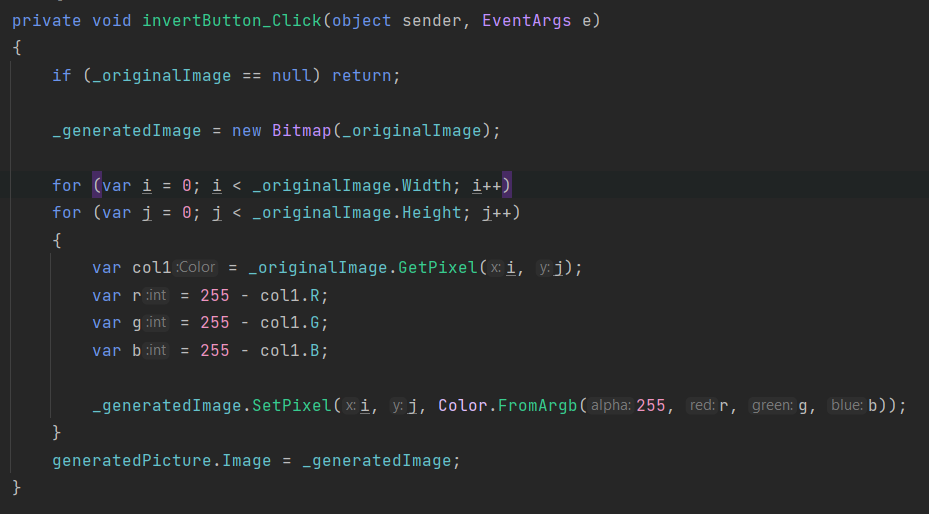 private void invertButton_Click(object sender, EventArgs e)
{
if (_originalImage == null) return;
_generatedImage = new Bitmap(_originalImage);
for (var i = 0; i < _originalImage.Width; i++)
for (var j = 0; j < _originalImage.Height; j++)
{
var col1 :Color = _originalImage.GetPixel( x: i, y: j);
var r :int = 255 - col1.R;
var g :int = 255 - col1.G;
var b :int = 255 - col1.B;
_generatedImage.SetPixel( x: i, y: j, Color.FromArgb( alpha: 255, red: r, green: g, blue: b));
}
generatedPicture.Image = _generatedImage;
}